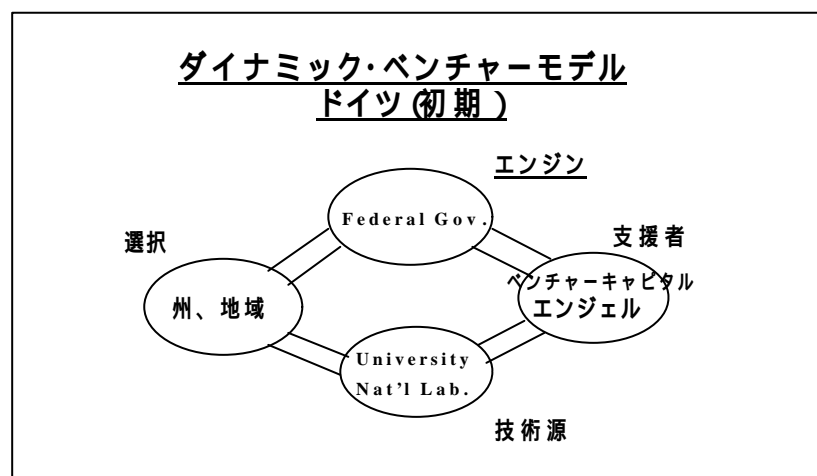 ダイナミック・ベンチャーモデル
ドイツ(初期)
エンジン
Federal Gov.
選択
支援者
州、地域
ベンチャーキャピタル
エンジェル
University
Nat'l Lab.
技術源